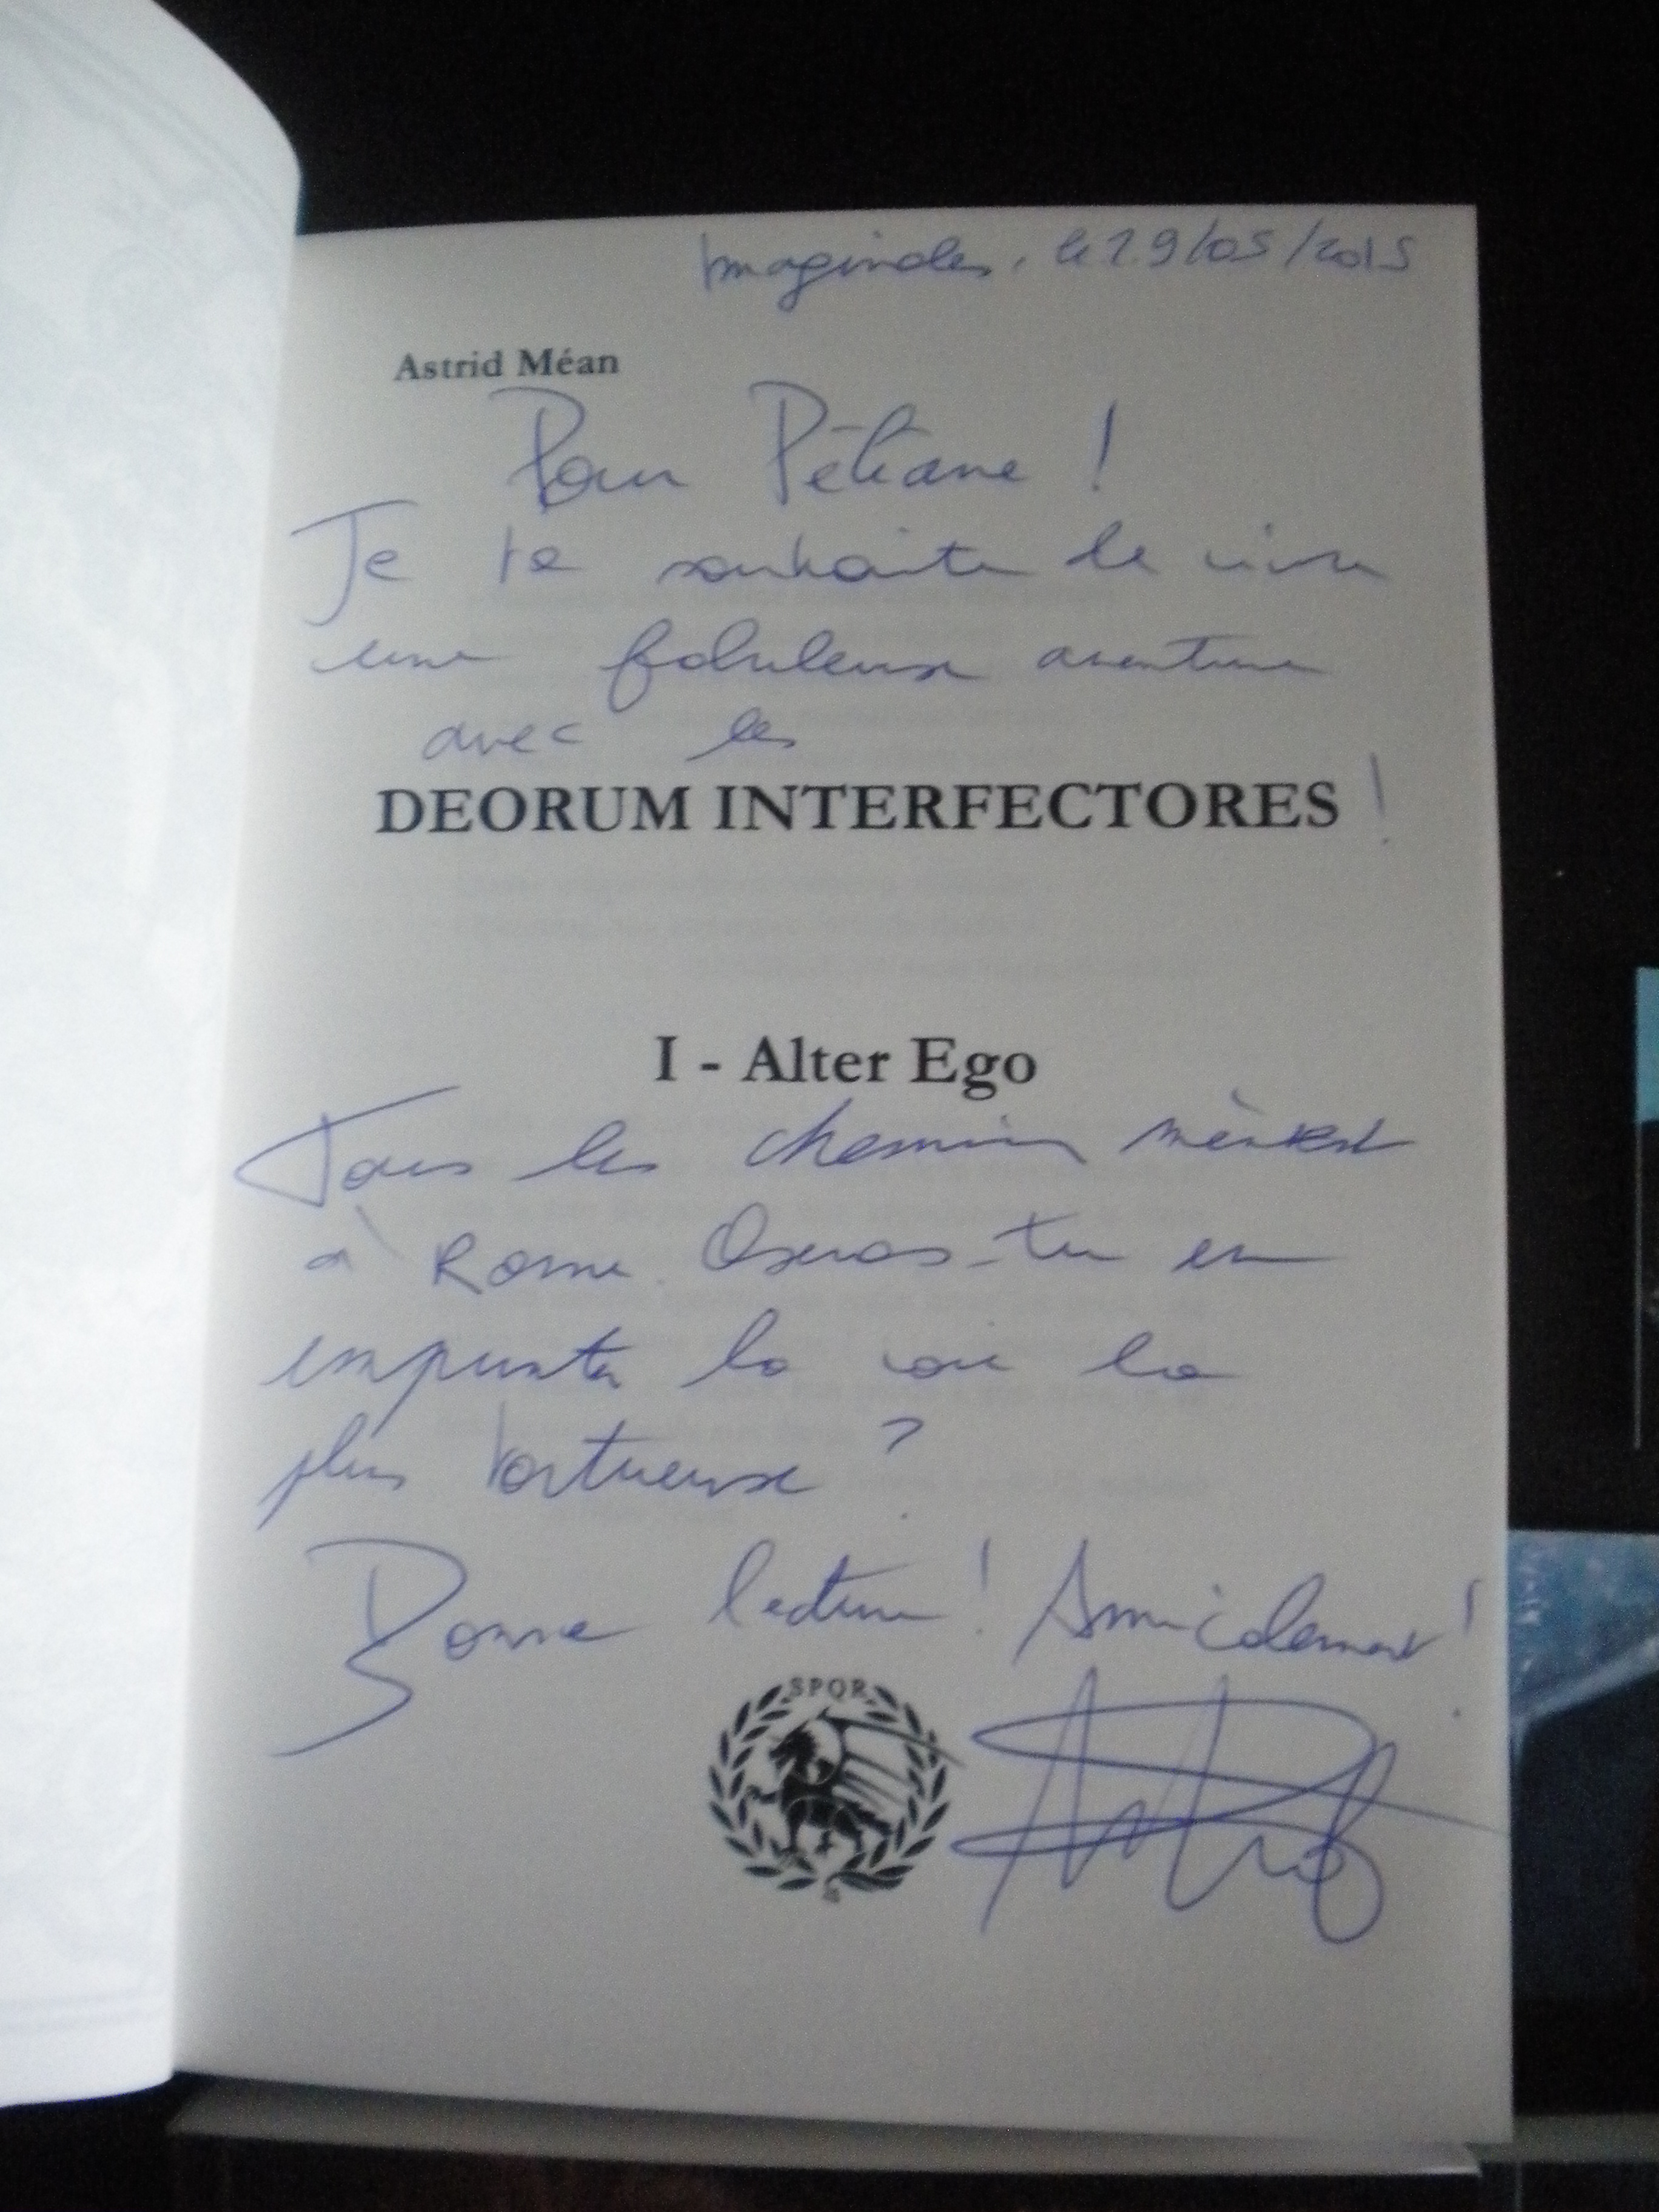 Imaginales, le 29/05/2015
Astrid Méan
Pour Péliane !
Je te souhaite de vivre
une fabuleuse aventure
avec les
DEORUM INTERFECTORES !
I - Alter Ego
Tous les chemins mènent
à Rome. Oseras-tu en
emprunter la voie la
plus tortueuse ?
Bonne lecture ! Amicalement !
SPQR